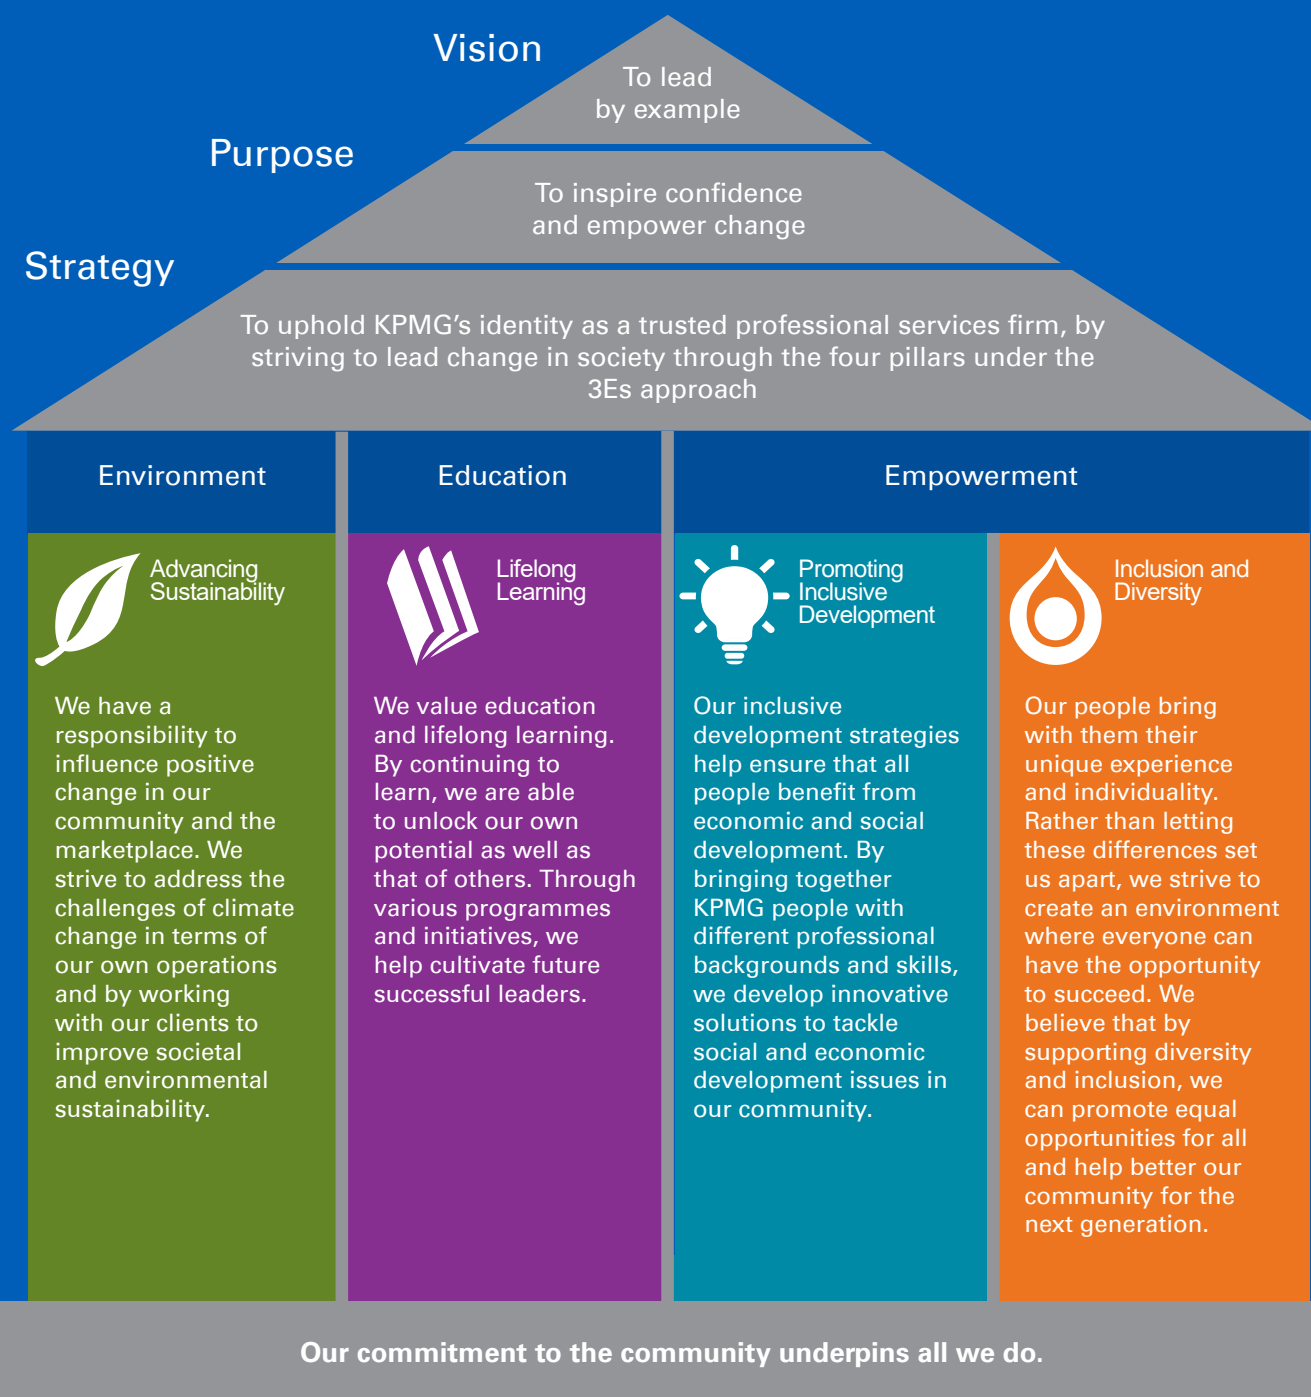 Vision
To lead
by example
Purpose
To inspire confidence
and empower change
Strategy
To uphold KPMG's identity as a trusted professional services firm, by
striving to lead change in society through the four pillars under the
3Es approach
Environment
Education
Empowerment
Advancing
Sustainability
We have a
responsibility to
influence positive
change in our
community and the
marketplace. We
strive to address the
challenges of climate
change in terms of
our own operations
and by working
with our clients to
improve societal
and environmental
sustainability.
Lifelong
Learning
We value education
and lifelong learning.
By continuing to
learn, we are able
to unlock our own
potential as well as
that of others. Through
various programmes
and initiatives, we
help cultivate future
successful leaders.
Promoting
Inclusive
Development
Our inclusive
development strategies
help ensure that all
people benefit from
economic and social
development. By
bringing together
KPMG people with
different professional
backgrounds and skills,
we develop innovative
solutions to tackle
social and economic
development issues in
our community.
Inclusion and
Diversity
Our people bring
with them their
unique experience
and individuality.
Rather than letting
these differences set
us apart, we strive to
create an environment
where everyone can
have the opportunity
to succeed. We
believe that by
supporting diversity
and inclusion, we
can promote equal
opportunities for all
and help better our
community for the
next generation.
Our commitment to the community underpins all we do.